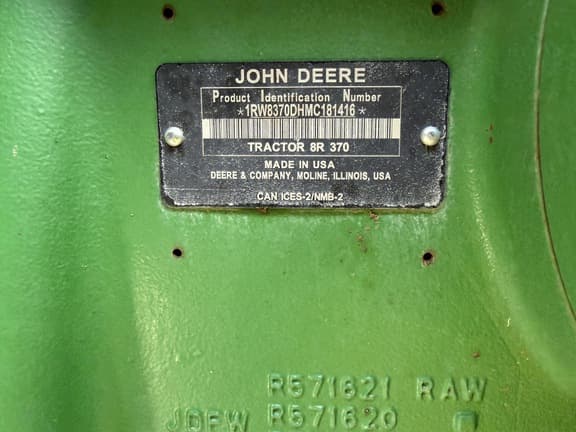 JOHN DEERE
Product Identification Number
*1RW8370DHMC181416*
TRACTOR 8R 370
MADE IN USA
DEERE & COMPANY, MOLINE, ILLINOIS, USA
CAN ICES-2/NMB-2
R571621 RAW
JDFW R571620